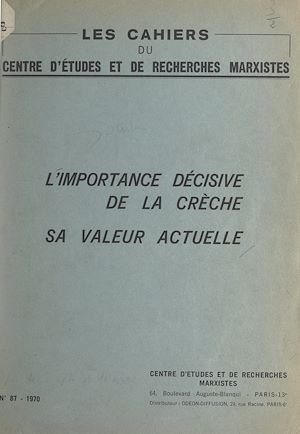 LES CAHIERS
DU
CENTRE D'ÉTUDES ET DE RECHERCHES MARXISTES
L'IMPORTANCE DÉCISIVE
DE LA CRÈCHE
SA VALEUR ACTUELLE
CENTRE D'ETUDES ET DE RECHERCHES
MARXISTES
64, Boulevard Auguste-Blanqui - PARIS-13e
Distributeur : ODEON-DIFFUSION, 24, rue Racine. PARIS-6e
N° 87 - 1970